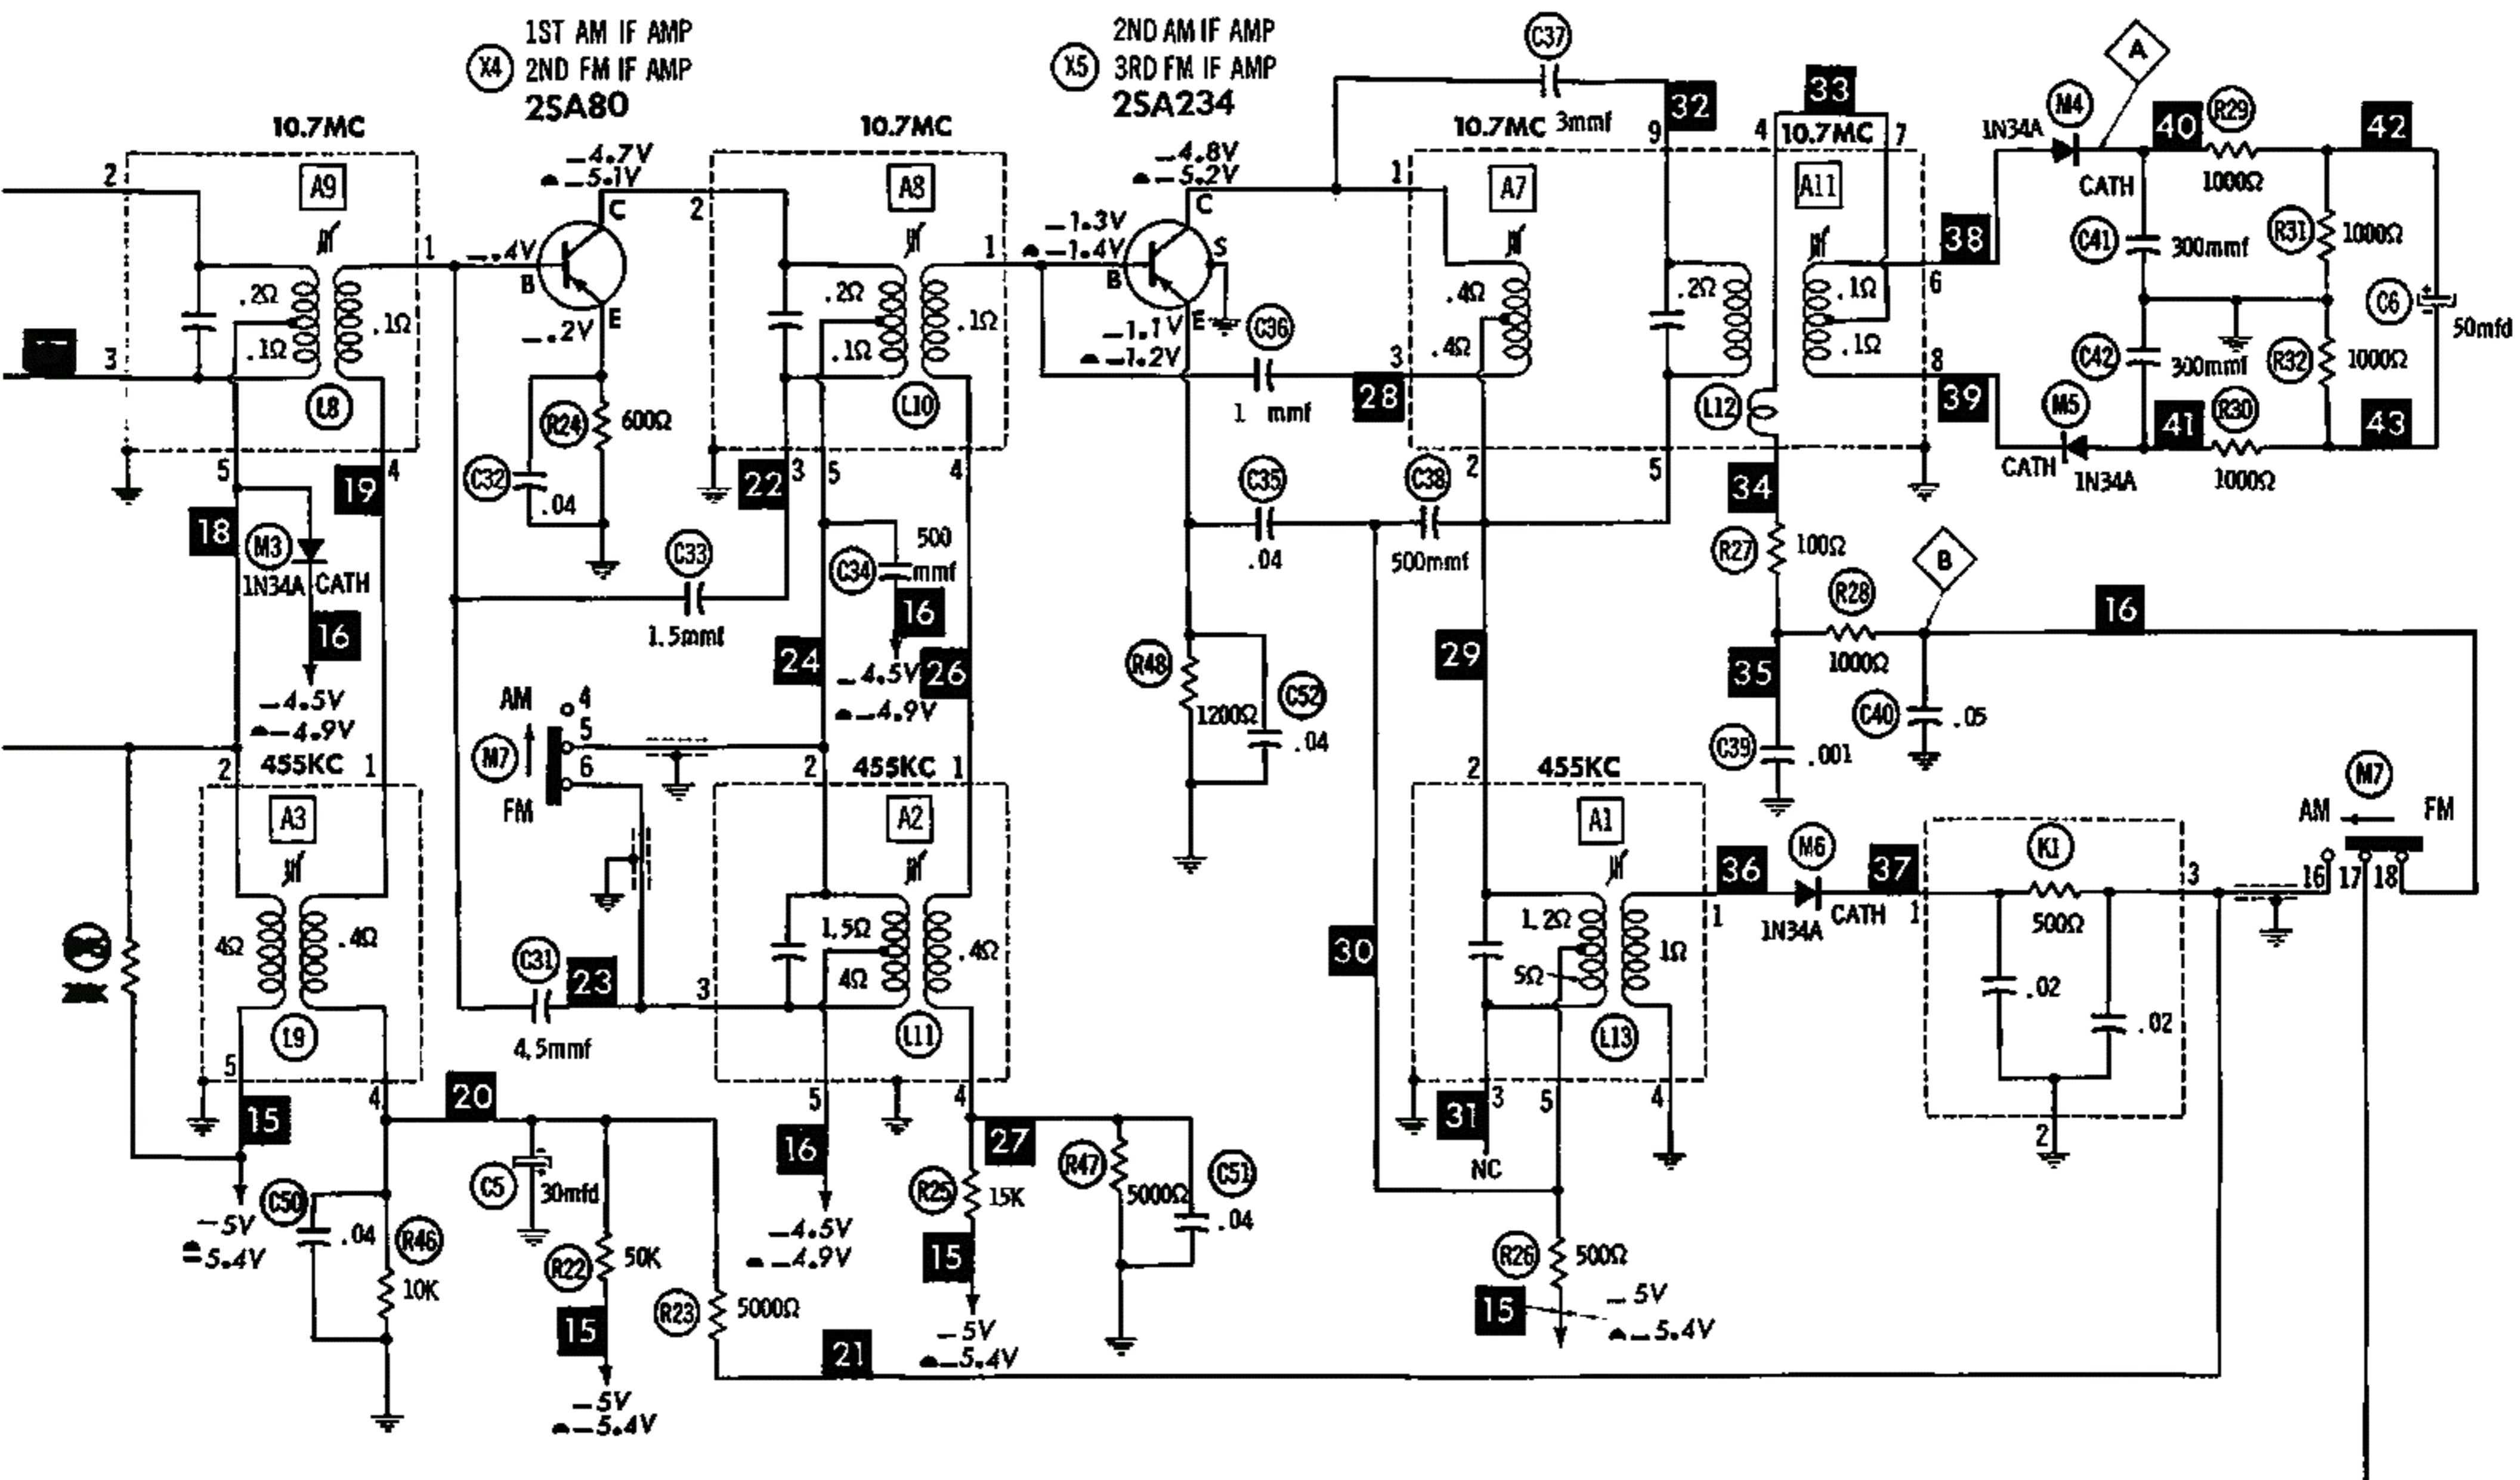 1ST AM IF AMP
X4 2ND FM IF AMP
2SA80
2ND AM IF AMP
X5 3RD FM IF AMP
2SA234
C37
3mmf
32
33
A
M4
1N34A
CATH
40
R29
1000Ω
42
10.7MC
10.7MC
10.7MC
10.7MC
2
A9
-4.7V
-5.1V
C
2
A8
-4.8V
-5.2V
C
1
A7
9
4
7
A11
1
-.4V
B
E
-.2V
1
-1.3V
-1.4V
B
S
E
-1.1V
-1.2V
C36
1 mmf
3
28
38
6
C41
300mmf
R31
1000Ω
C6
50mfd
.2Ω
.1Ω
.1Ω
3
L8
.2Ω
.1Ω
.1Ω
L10
.4Ω
.4Ω
.2Ω
L12
.1Ω
.1Ω
8
39
C42
300mmf
R32
1000Ω
M5
CATH
1N34A
41
R30
1000Ω
43
R24
600Ω
C32
.04
5
19
4
22
3
5
4
2
5
34
C35
.04
C38
500mmf
18
M3
1N34A
CATH
16
-4.5V
-4.9V
C33
1.5mmf
C34
500
mmf
16
-4.5V
-4.9V
24
26
R27
100Ω
B
R28
1000Ω
16
R48
1200Ω
C52
.04
29
35
C39
.001
C40
.05
AM
M7
FM
4
5
6
2
455KC
1
A3
2
455KC
1
A2
2
455KC
A1
M7
AM
FM
16
17
18
4Ω
.4Ω
L9
C31
4.5mmf
23
3
1.5Ω
4Ω
.4Ω
L11
30
1.2Ω
5Ω
1Ω
L13
36
1
M6
1N34A
CATH
37
1
K1
500Ω
.02
.02
3
2
5
15
-5V
5.4V
4
20
C50
.04
R46
10K
C5
30mfd
R22
50K
15
-5V
-5.4V
R23
5000Ω
21
5
16
-4.5V
-4.9V
4
27
R25
15K
15
-5V
-5.4V
R47
5000Ω
C51
.04
31
3
NC
5
4
R26
500Ω
15
-5V
-5.4V